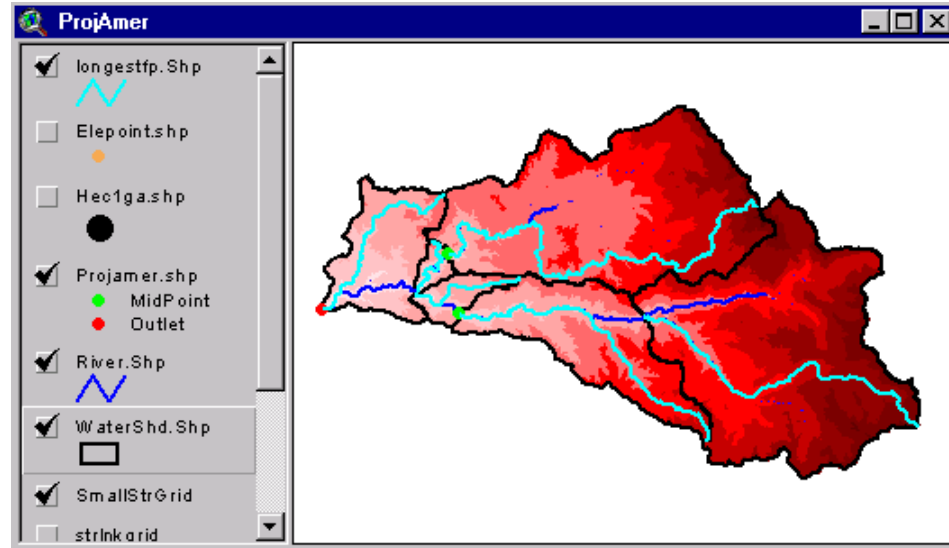 ProjAmer
longestfp.Shp
Elepoint.shp
Hec1ga.shp
Projamer.shp
MidPoint
Outlet
River.Shp
WaterShd.Shp
SmallStrGrid
strlnkgrid